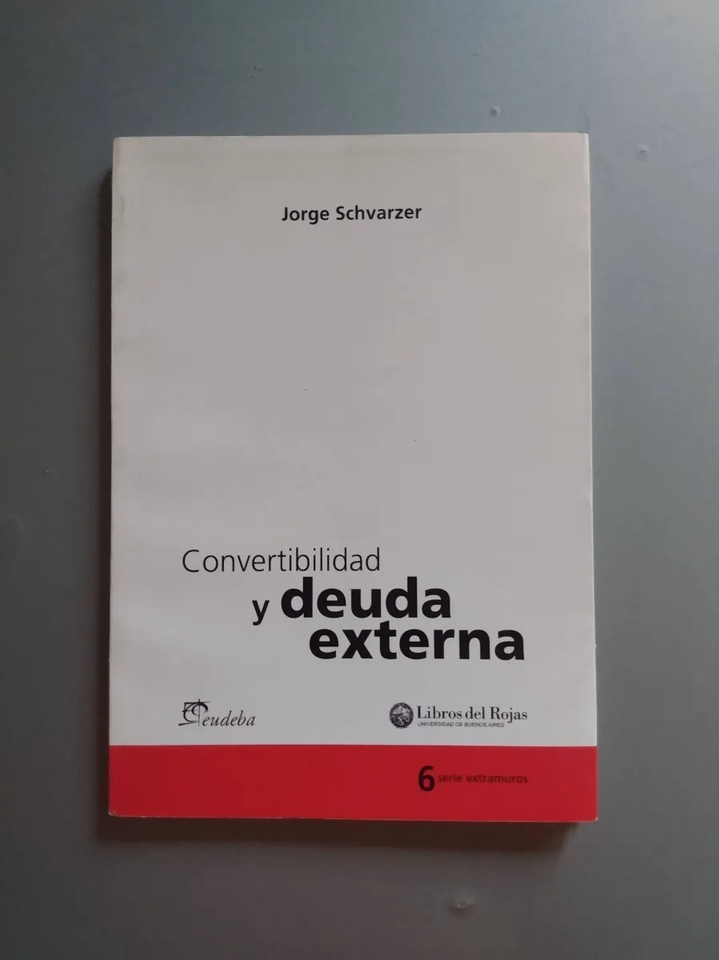 Jorge Schvarzer
Convertibilidad
y deuda
externa
eudeba
Libros del Rojas
UNIVERSIDAD DE BUENOS AIRES
6 serie extramuros